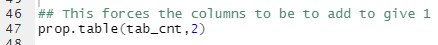 46 ## This forces the columns to be to add to give 1
47 prop.table(tab_cnt,2)
48